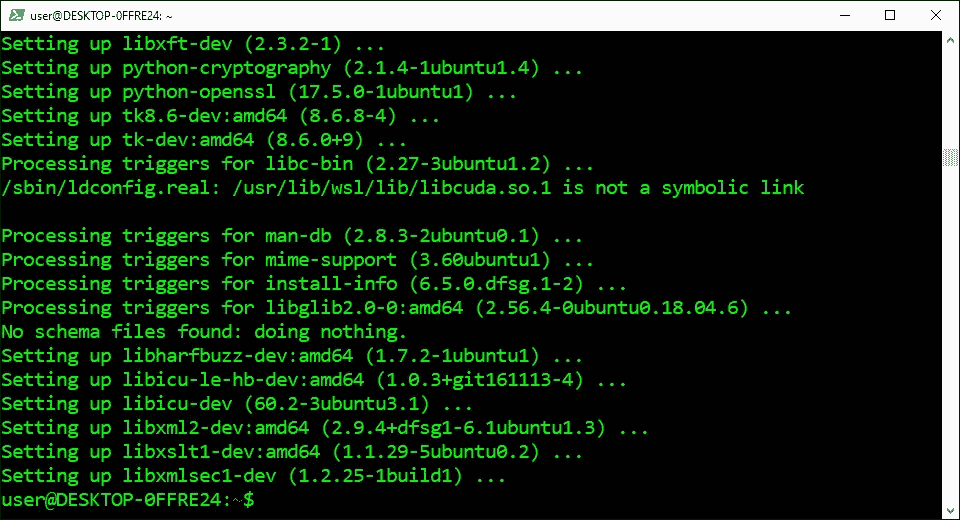 user@DESKTOP-0FFRE24: ~
Setting up libxft-dev (2.3.2-1) ...
Setting up python-cryptography (2.1.4-1ubuntu1.4) ...
Setting up python-openssl (17.5.0-1ubuntu1) ...
Setting up tk8.6-dev:amd64 (8.6.8-4) ...
Setting up tk-dev:amd64 (8.6.0+9) ...
Processing triggers for libc-bin (2.27-3ubuntu1.2) ...
/sbin/ldconfig.real: /usr/lib/wsl/lib/libcuda.so.1 is not a symbolic link
Processing triggers for man-db (2.8.3-2ubuntu0.1) ...
Processing triggers for mime-support (3.60ubuntu1) ...
Processing triggers for install-info (6.5.0.dfsg.1-2) ...
Processing triggers for libglib2.0-0:amd64 (2.56.4-0ubuntu0.18.04.6) ...
No schema files found: doing nothing.
Setting up libharfbuzz-dev:amd64 (1.7.2-1ubuntu1) ...
Setting up libicu-le-hb-dev:amd64 (1.0.3+git161113-4) ...
Setting up libicu-dev (60.2-3ubuntu3.1) ...
Setting up libxml2-dev:amd64 (2.9.4+dfsg1-6.1ubuntu1.3) ...
Setting up libxslt1-dev:amd64 (1.1.29-5ubuntu0.2) ...
Setting up libxmlsec1-dev (1.2.25-1build1) ...
user@DESKTOP-0FFRE24:~$